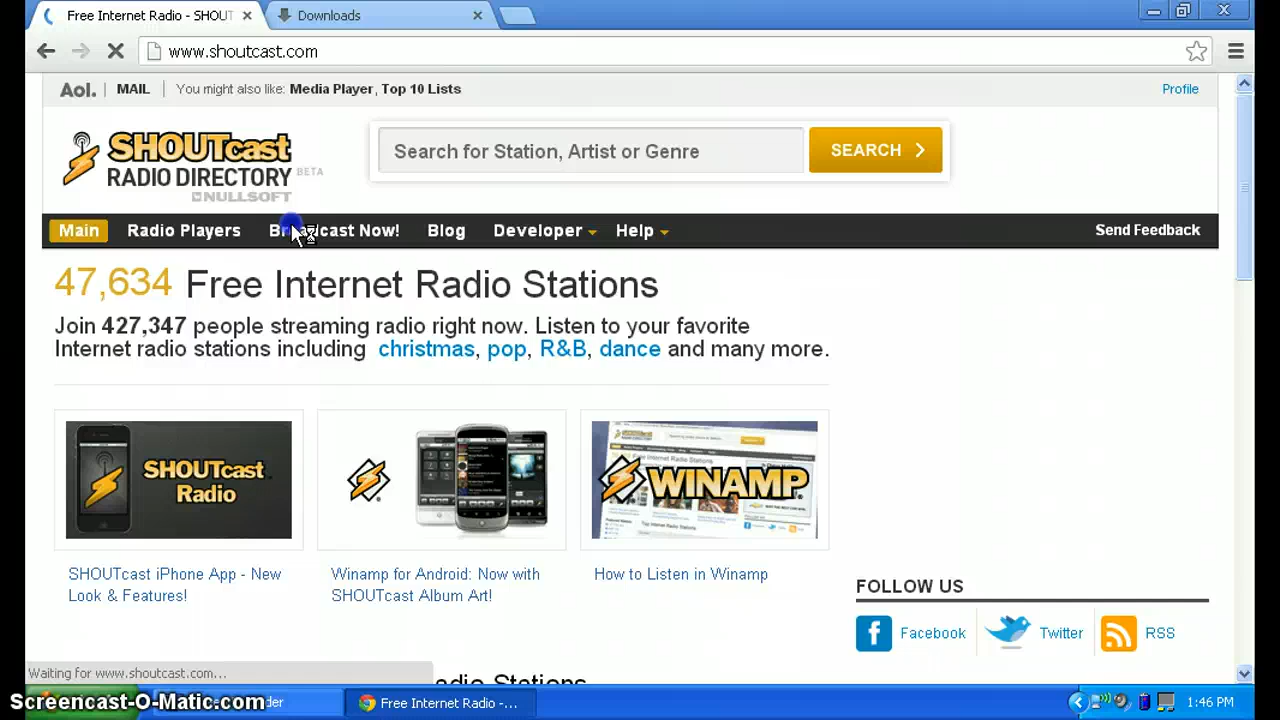 Free Internet Radio - SHOUT
Downloads
www.shoutcast.com
Aol. MAIL You might also like: Media Player, Top 10 Lists Profile
SHOUTcast
RADIO DIRECTORY BETA
NULLSOFT
Search for Station, Artist or Genre
SEARCH
Main Radio Players Broadcast Now! Blog Developer Help Send Feedback
47,634 Free Internet Radio Stations
Join 427,347 people streaming radio right now. Listen to your favorite
Internet radio stations including christmas, pop, R&B, dance and many more.
SHOUTcast
Radio
WINAMP
SHOUTcast iPhone App - New
Look & Features!
Winamp for Android: Now with
SHOUTcast Album Art!
How to Listen in Winamp
FOLLOW US
Facebook Twitter RSS
Waiting for www.shoutcast.com...
adio Stations
Screencast-O-Matic.com
Free Internet Radio -...
1:46 PM